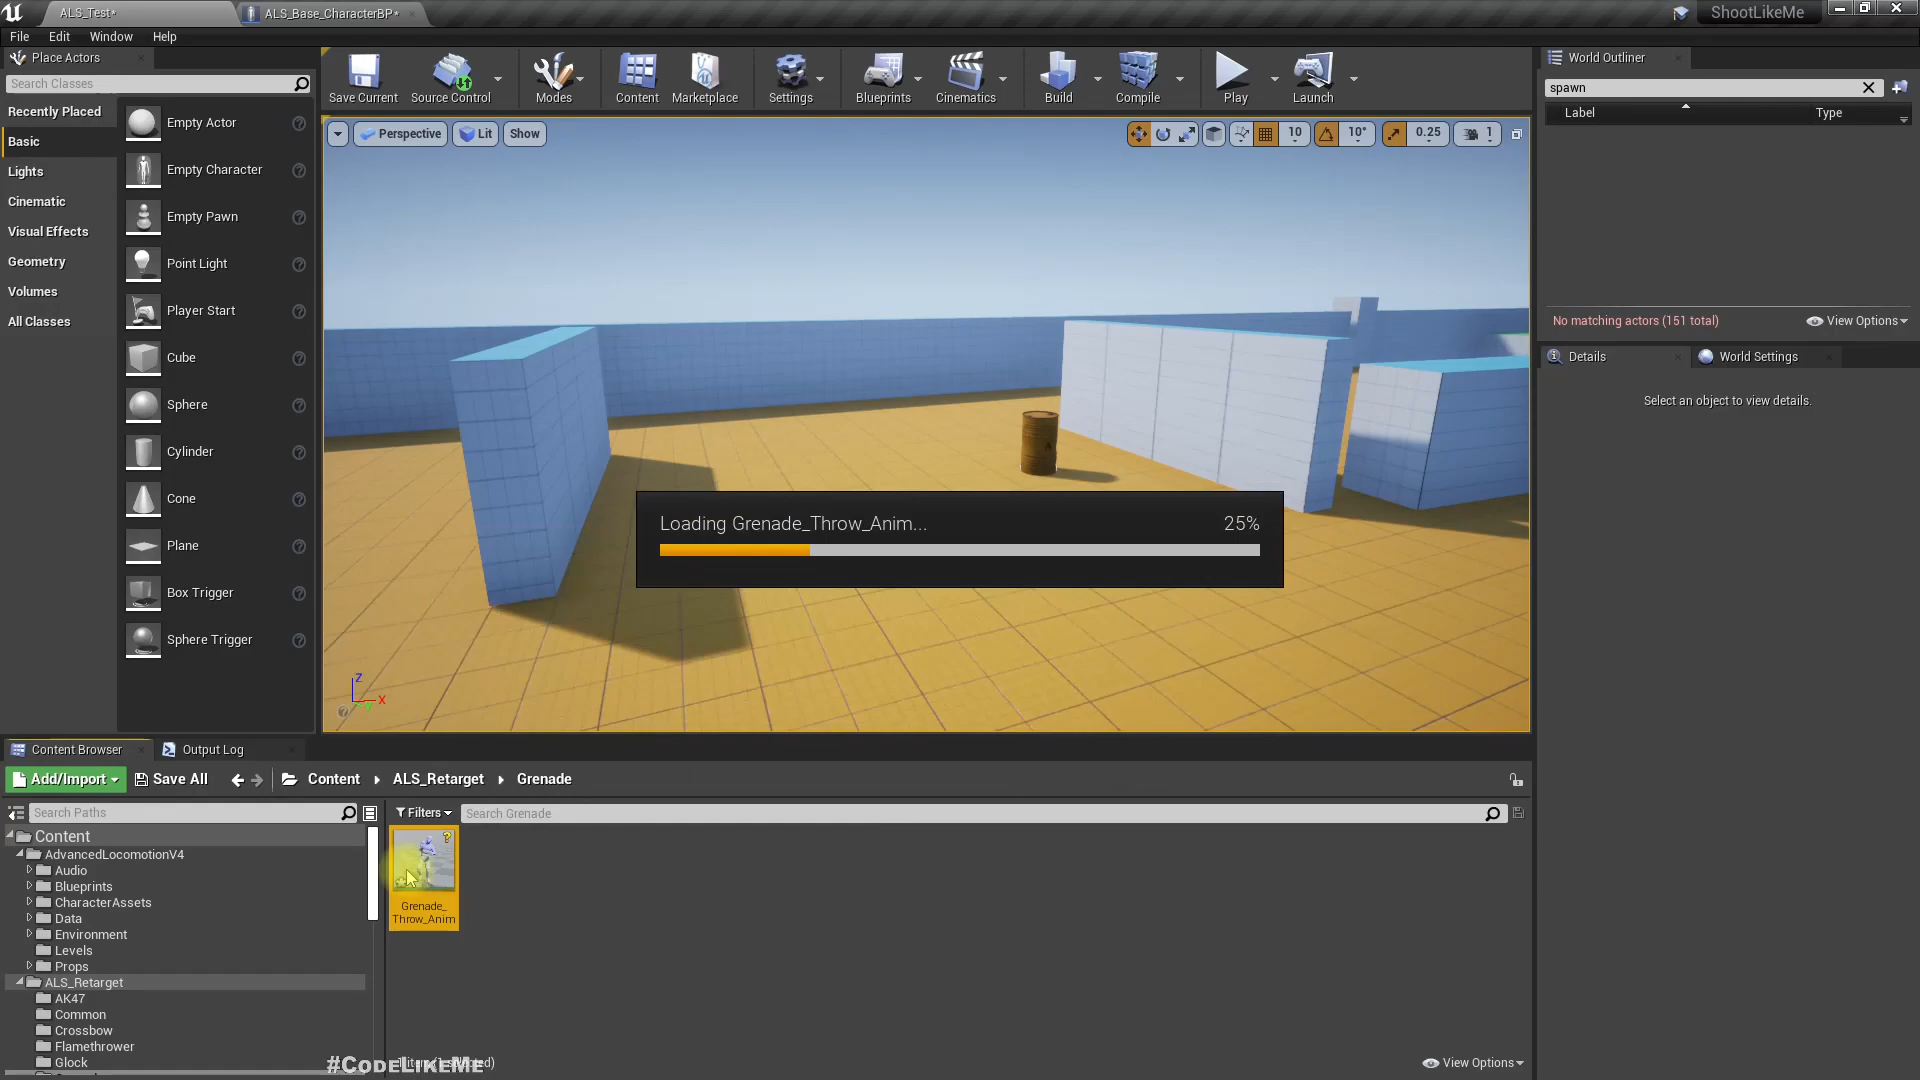 ALS_Test*
ALS_Base_CharacterBP*
ShootLikeMe
File Edit Window Help
Place Actors
Search Classes
Recently Placed
Basic
Lights
Cinematic
Visual Effects
Geometry
Volumes
All Classes
Empty Actor
Empty Character
Empty Pawn
Point Light
Player Start
Cube
Sphere
Cylinder
Cone
Plane
Box Trigger
Sphere Trigger
Save Current
Source Control
Modes
Content
Marketplace
Settings
Blueprints
Cinematics
Build
Compile
Play
Launch
Perspective
Lit
Show
10
10°
0.25
1
Loading Grenade_Throw_Anim... 25%
Z
X
World Outliner
spawn
Label Type
No matching actors (151 total)
View Options
Details
World Settings
Select an object to view details.
Content Browser
Output Log
Add/Import
Save All
Content
ALS_Retarget
Grenade
Search Paths
Filters
Search Grenade
Content
AdvancedLocomotionV4
Audio
Blueprints
CharacterAssets
Data
Environment
Levels
Props
ALS_Retarget
AK47
Common
Crossbow
Flamethrower
Glock
Grenade_
Throw_Anim
#CodeLikeMe
View Options